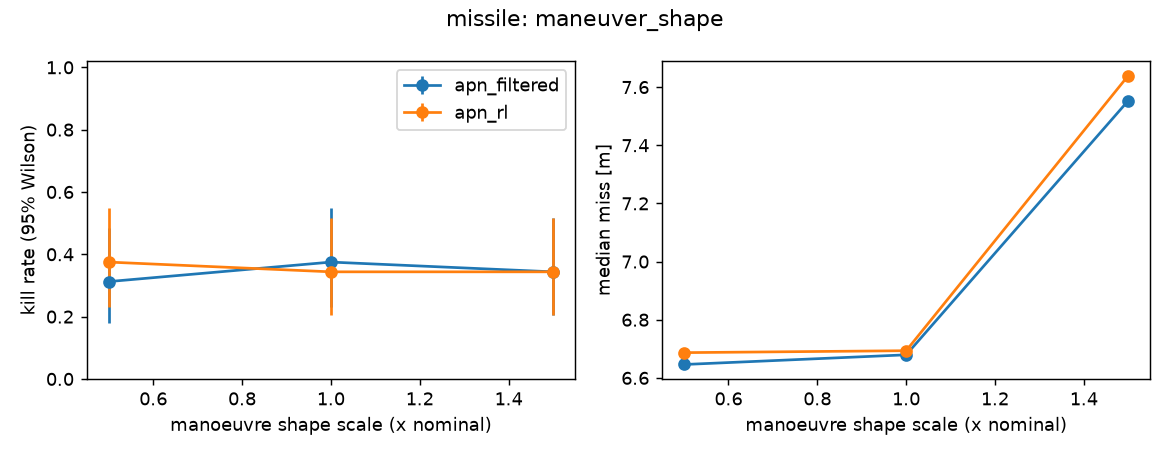 missile: maneuver_shape
1.0
0.8
0.6
0.4
0.2
0.0
kill rate (95% Wilson)
apn_filtered
apn_rl
0.6 0.8 1.0 1.2 1.4
manoeuvre shape scale (x nominal)
7.6
7.4
7.2
7.0
6.8
6.6
median miss [m]
0.6 0.8 1.0 1.2 1.4
manoeuvre shape scale (x nominal)